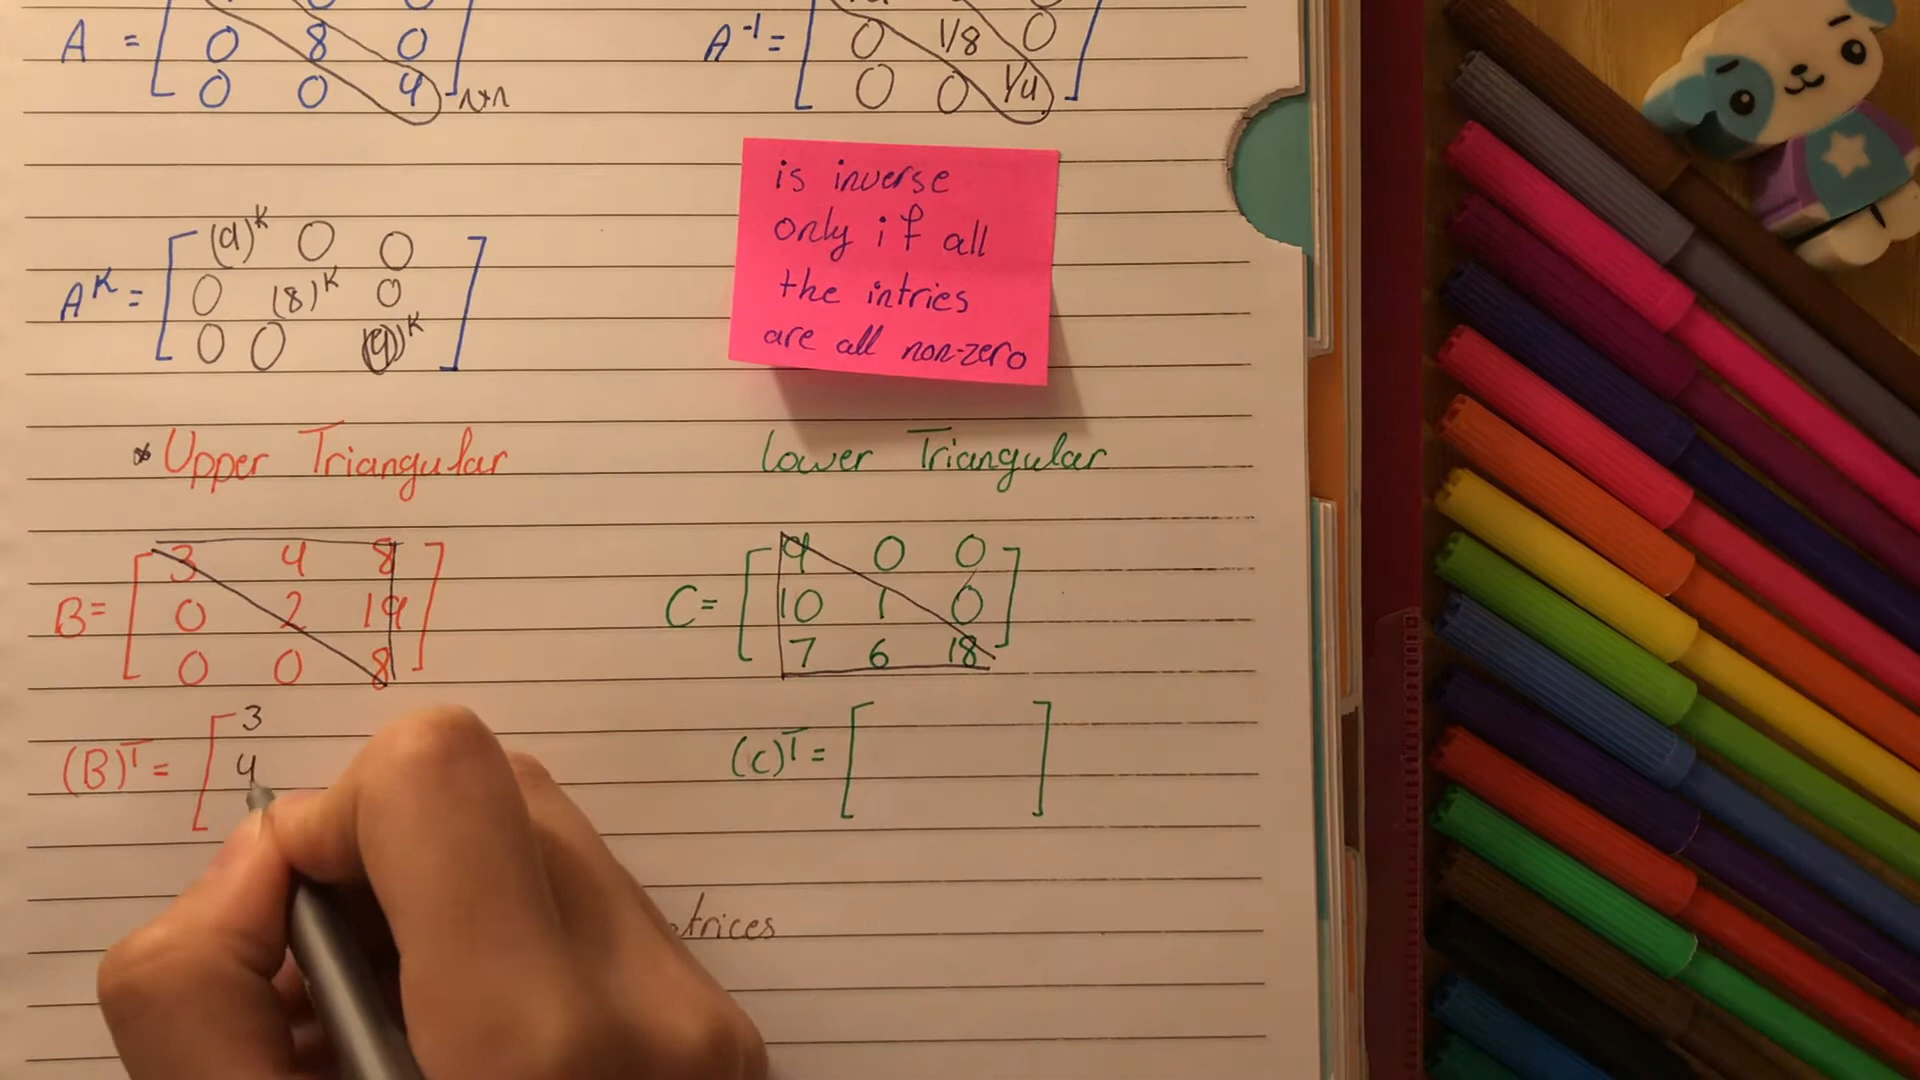 A = [ 0 8 0
0 0 4 ] n×n
A⁻¹ = [ 0 1/8 0
0 0 1/4 ]
is inverse
only if all
the intries
are all non-zero
Aᴷ = [ (9)ᴷ 0 0
0 (8)ᴷ 0
0 0 (4)ᴷ ]
* Upper Triangular
Lower Triangular
B = [ 3 4 8
0 2 19
0 0 8 ]
C = [ 9 0 0
10 1 0
7 6 18 ]
(B)ᵀ = [ 3
4
(C)ᵀ = [ ]
trices